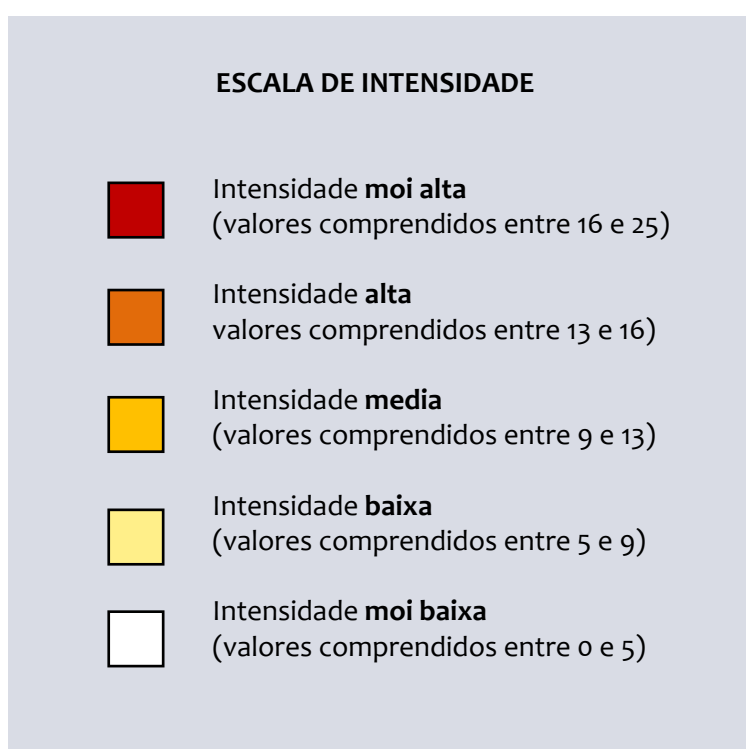 ESCALA DE INTENSIDADE
Intensidade moi alta
(valores comprendidos entre 16 e 25)
Intensidade alta
valores comprendidos entre 13 e 16)
Intensidade media
(valores comprendidos entre 9 e 13)
Intensidade baixa
(valores comprendidos entre 5 e 9)
Intensidade moi baixa
(valores comprendidos entre 0 e 5)